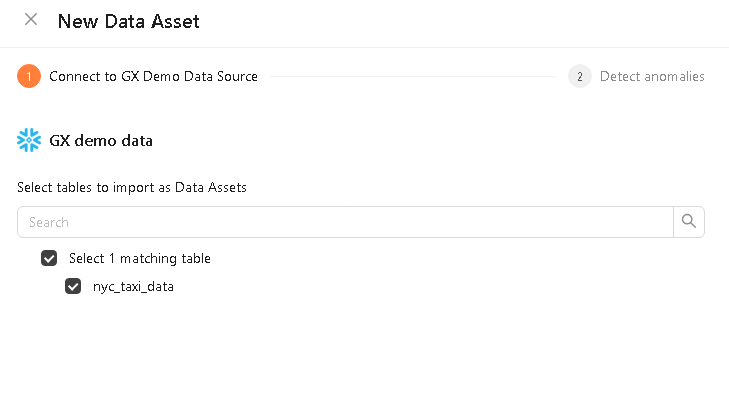 New Data Asset
1 Connect to GX Demo Data Source 2 Detect anomalies
GX demo data
Select tables to import as Data Assets
Search
Select 1 matching table
nyc_taxi_data